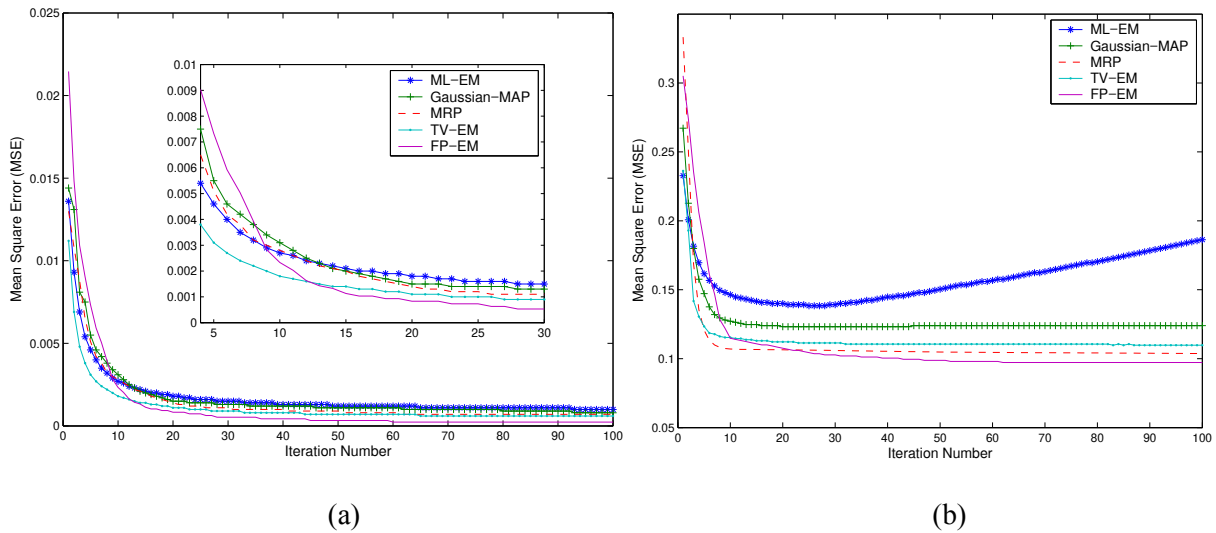 0.025
0.02
0.015
0.01
0.005
0
Mean Square Error (MSE)
0 10 20 30 40 50 60 70 80 90 100
Iteration Number
0.01
0.009
0.008
0.007
0.006
0.005
0.004
0.003
0.002
0.001
0
5 10 15 20 25 30
ML−EM
Gaussian−MAP
MRP
TV−EM
FP−EM
(a)
0.3
0.25
0.2
0.15
0.1
0.05
Mean Square Error (MSE)
0 10 20 30 40 50 60 70 80 90 100
Iteration Number
ML−EM
Gaussian−MAP
MRP
TV−EM
FP−EM
(b)